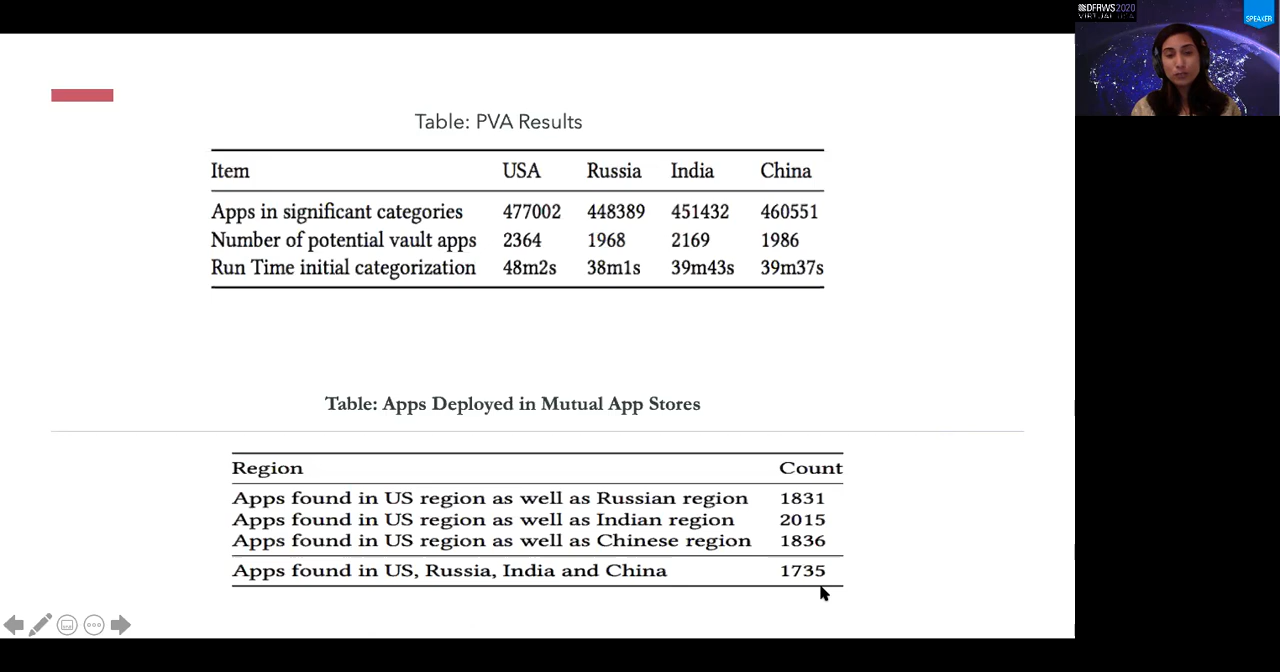 DFRWS2020
SPEAKER
Table: PVA Results
Item USA Russia India China
Apps in significant categories 477002 448389 451432 460551
Number of potential vault apps 2364 1968 2169 1986
Run Time initial categorization 48m2s 38m1s 39m43s 39m37s
Table: Apps Deployed in Mutual App Stores
Region Count
Apps found in US region as well as Russian region 1831
Apps found in US region as well as Indian region 2015
Apps found in US region as well as Chinese region 1836
Apps found in US, Russia, India and China 1735